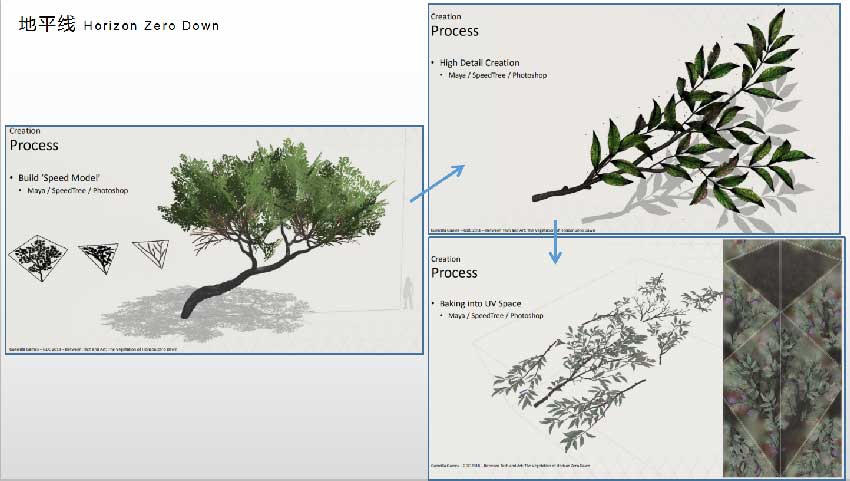 地平线 Horizon Zero Down
Creation
Process
• Build 'Speed Model'
• Maya / SpeedTree / Photoshop
Guerrilla Games - GDC 2018 - Between Tech and Art: The Vegetation of Horizon Zero Dawn
Creation
Process
• High Detail Creation
• Maya / SpeedTree / Photoshop
Guerrilla Games - GDC 2018 - Between Tech and Art: The Vegetation of Horizon Zero Dawn
Creation
Process
• Baking into UV Space
• Maya / SpeedTree / Photoshop
Guerrilla Games - GDC 2018 - Between Tech and Art: The Vegetation of Horizon Zero Dawn